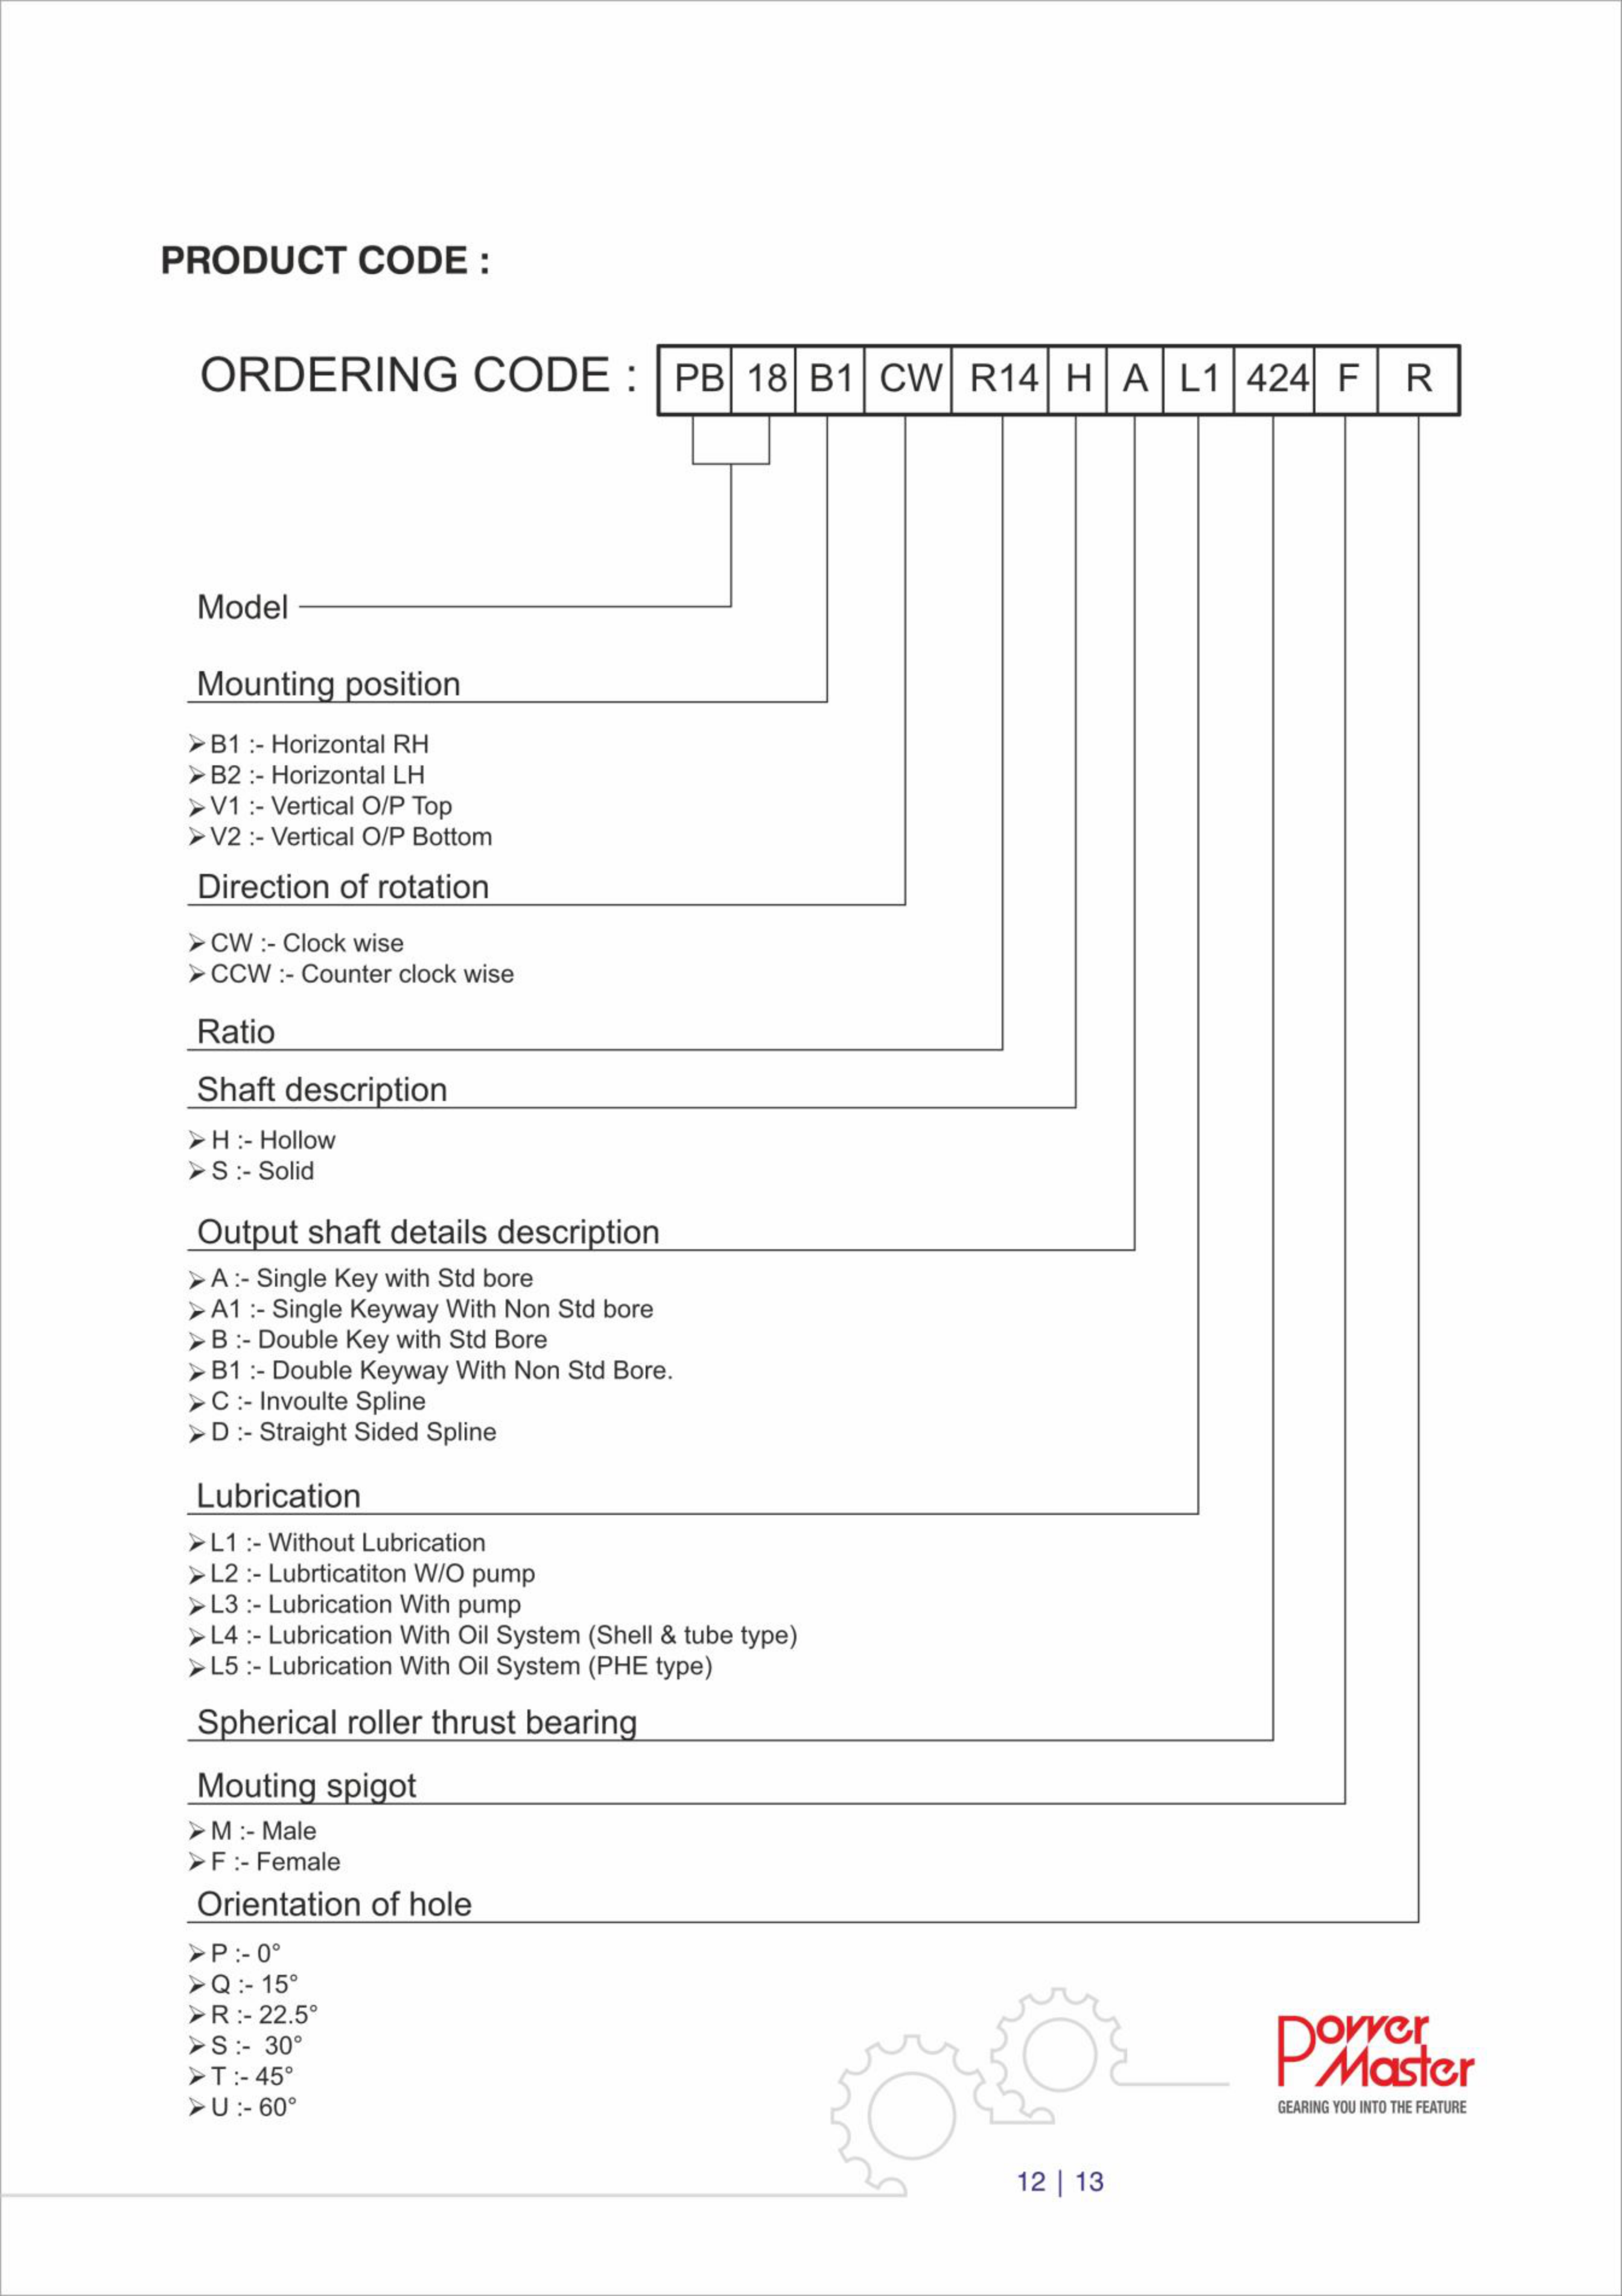 PRODUCT CODE :
ORDERING CODE : PB 18 B1 CW R14 H A L1 424 F R
Model
Mounting position
➢ B1 :- Horizontal RH
➢ B2 :- Horizontal LH
➢ V1 :- Vertical O/P Top
➢ V2 :- Vertical O/P Bottom
Direction of rotation
➢ CW :- Clock wise
➢ CCW :- Counter clock wise
Ratio
Shaft description
➢ H :- Hollow
➢ S :- Solid
Output shaft details description
➢ A :- Single Key with Std bore
➢ A1 :- Single Keyway With Non Std bore
➢ B :- Double Key with Std Bore
➢ B1 :- Double Keyway With Non Std Bore.
➢ C :- Invoulte Spline
➢ D :- Straight Sided Spline
Lubrication
➢ L1 :- Without Lubrication
➢ L2 :- Lubrticatiton W/O pump
➢ L3 :- Lubrication With pump
➢ L4 :- Lubrication With Oil System (Shell & tube type)
➢ L5 :- Lubrication With Oil System (PHE type)
Spherical roller thrust bearing
Mouting spigot
➢ M :- Male
➢ F :- Female
Orientation of hole
➢ P :- 0°
➢ Q :- 15°
➢ R :- 22.5°
➢ S :- 30°
➢ T :- 45°
➢ U :- 60°
Power
Master
GEARING YOU INTO THE FEATURE
12 | 13